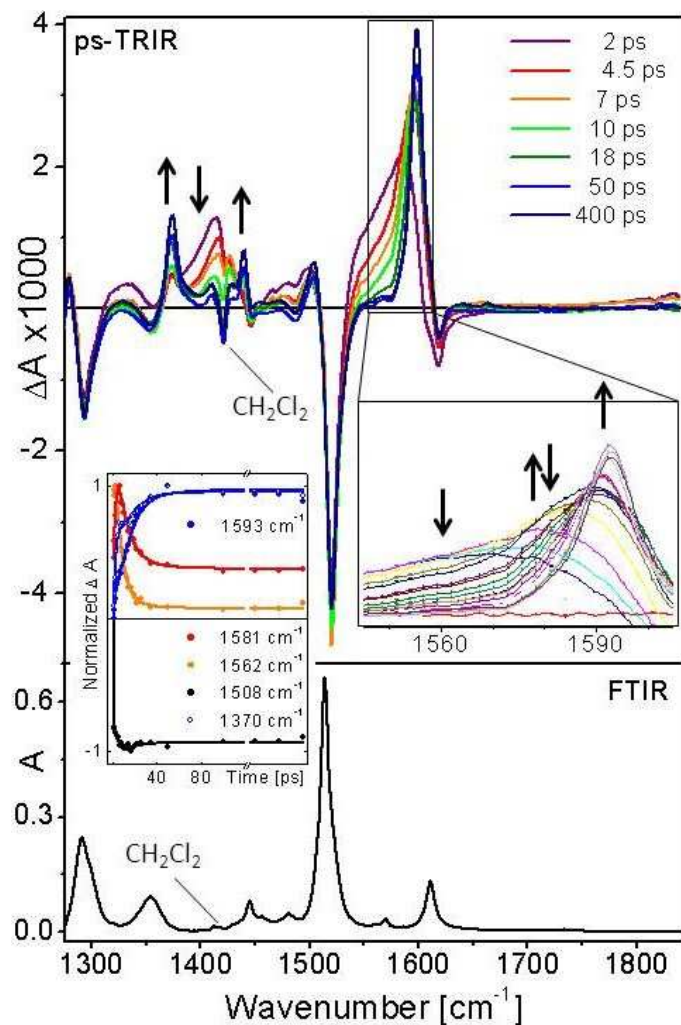 ps-TRIR
2 ps
4.5 ps
7 ps
10 ps
18 ps
50 ps
400 ps
4
2
0
-2
-4
ΔA x1000
CH₂Cl₂
1560 1590
1
-1
Normalized Δ A
1593 cm⁻¹
1581 cm⁻¹
1562 cm⁻¹
1508 cm⁻¹
1370 cm⁻¹
40 80 Time [ps]
FTIR
0.6
0.3
0.0
A
CH₂Cl₂
1300 1400 1500 1600 1700 1800
Wavenumber [cm⁻¹]